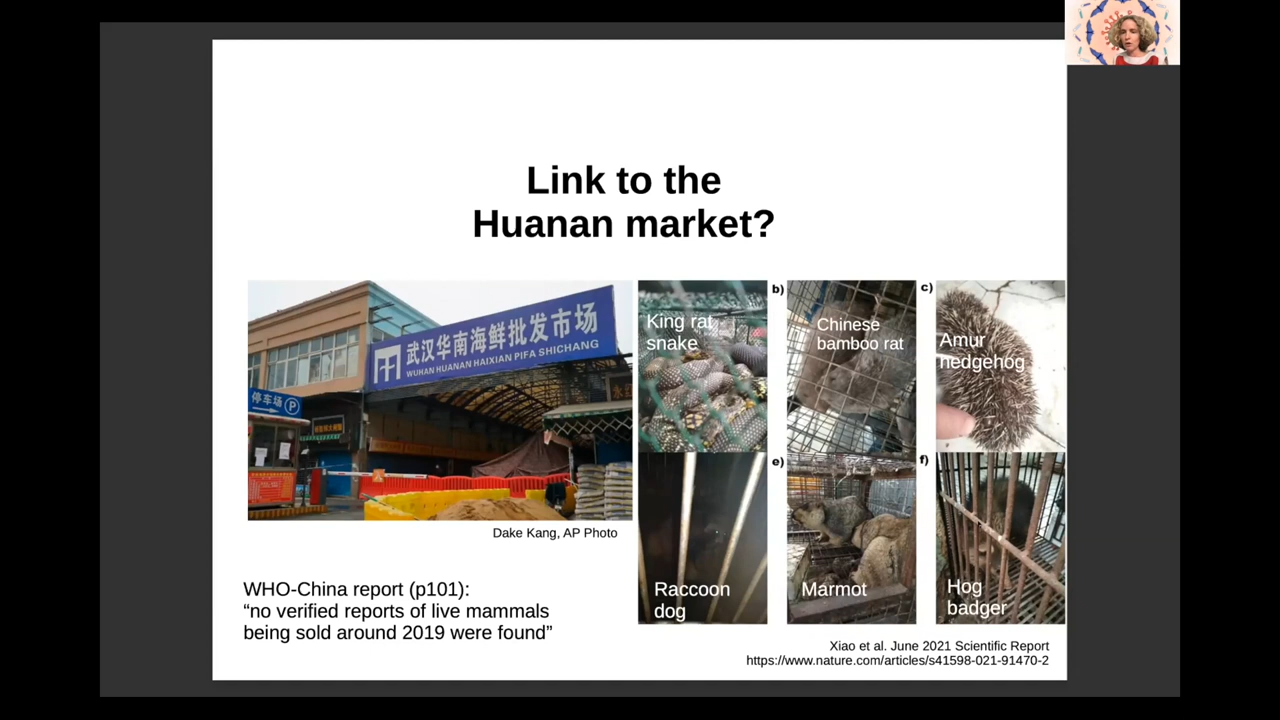 Link to the
Huanan market?
武汉华南海鲜批发市场
WUHAN HUANAN HAIXIAN PIFA SHICHANG
停车场 P
King rat
snake
b)
Chinese
bamboo rat
c)
Amur
hedgehog
Raccoon
dog
e)
Marmot
f)
Hog
badger
Dake Kang, AP Photo
WHO-China report (p101):
“no verified reports of live mammals
being sold around 2019 were found”
Xiao et al. June 2021 Scientific Report
https://www.nature.com/articles/s41598-021-91470-2